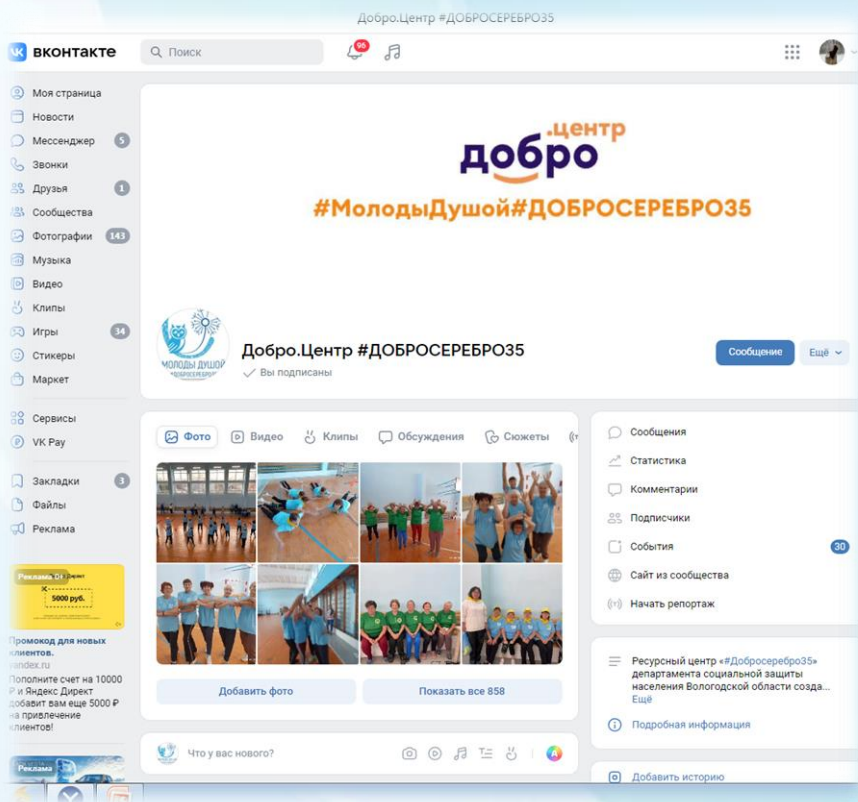 Добро.Центр #ДОБРОСЕРЕБРО35
вконтакте
Поиск
96
Моя страница
Новости
Мессенджер 5
Звонки
Друзья 1
Сообщества
Фотографии 143
Музыка
Видео
Клипы
Игры 34
Стикеры
Маркет
Сервисы
VK Pay
Закладки 3
Файлы
Реклама
Реклама 0+
5000 руб.
Промокод для новых
клиентов.
yandex.ru
Пополните счет на 10000
₽ и Яндекс Директ
добавит вам еще 5000 ₽
на привлечение
клиентов!
Реклама
.центр
добро
#МолодыДушой#ДОБРОСЕРЕБРО35
МОЛОДЫ ДУШОЙ
Добро.Центр #ДОБРОСЕРЕБРО35
Вы подписаны
Сообщение
Ещё
Фото
Видео
Клипы
Обсуждения
Сюжеты
Добавить фото
Показать все 858
Что у вас нового?
Сообщения
Статистика
Комментарии
Подписчики
События 30
Сайт из сообщества
Начать репортаж
Ресурсный центр «#Добросеребро35»
департамента социальной защиты
населения Вологодской области созда...
Ещё
Подробная информация
Добавить историю